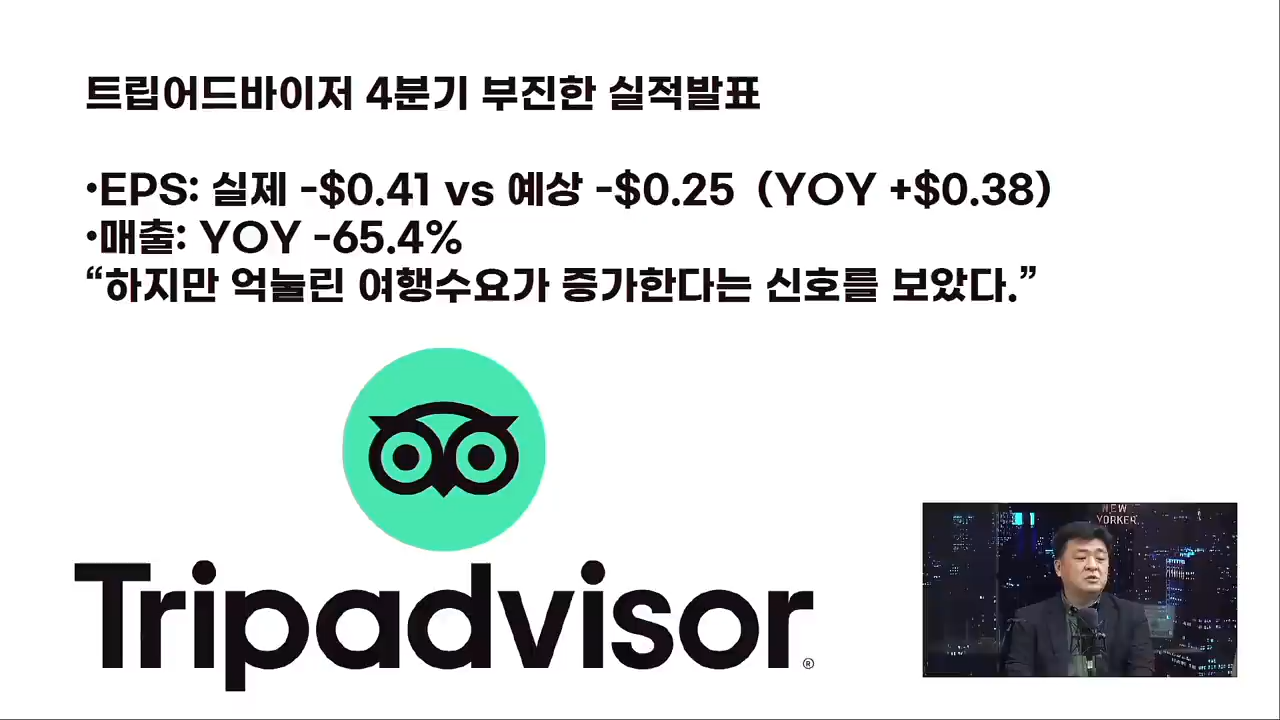 트립어드바이저 4분기 부진한 실적발표
•EPS: 실제 -$0.41 vs 예상 -$0.25 (YOY +$0.38)
•매출: YOY -65.4%
“하지만 억눌린 여행수요가 증가한다는 신호를 보았다.”
Tripadvisor®
NEW
YORKER